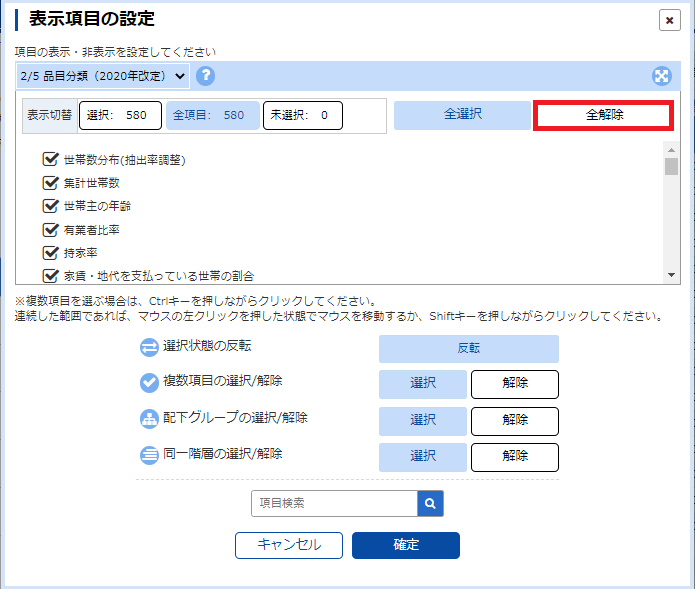 表示項目の設定
項目の表示・非表示を設定してください
2/5 品目分類（2020年改定） ?
表示切替 選択: 580 全項目: 580 未選択: 0 全選択 全解除
世帯数分布(抽出率調整)
集計世帯数
世帯主の年齢
有業者比率
持家率
家賃・地代を支払っている世帯の割合
※複数項目を選ぶ場合は、Ctrlキーを押しながらクリックしてください。
連続した範囲であれば、マウスの左クリックを押した状態でマウスを移動するか、Shiftキーを押しながらクリックしてください。
選択状態の反転 反転
複数項目の選択/解除 選択 解除
配下グループの選択/解除 選択 解除
同一階層の選択/解除 選択 解除
項目検索
キャンセル 確定